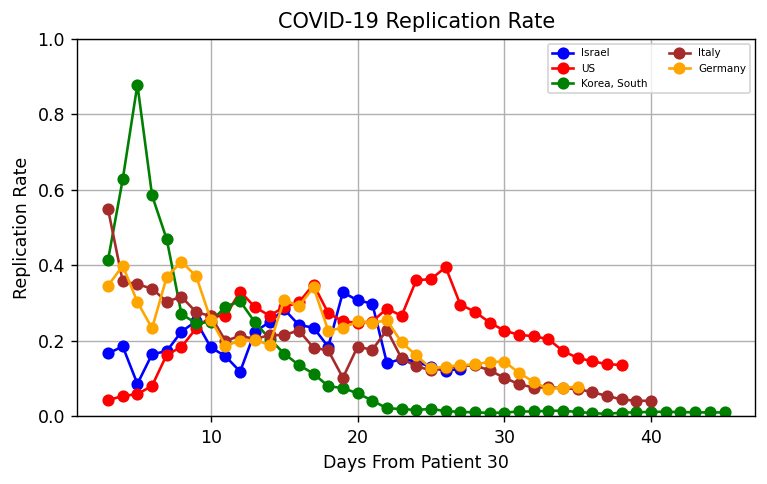 COVID-19 Replication Rate
Replication Rate
1.0
0.8
0.6
0.4
0.2
0.0
Israel
US
Korea, South
Italy
Germany
10
20
30
40
Days From Patient 30